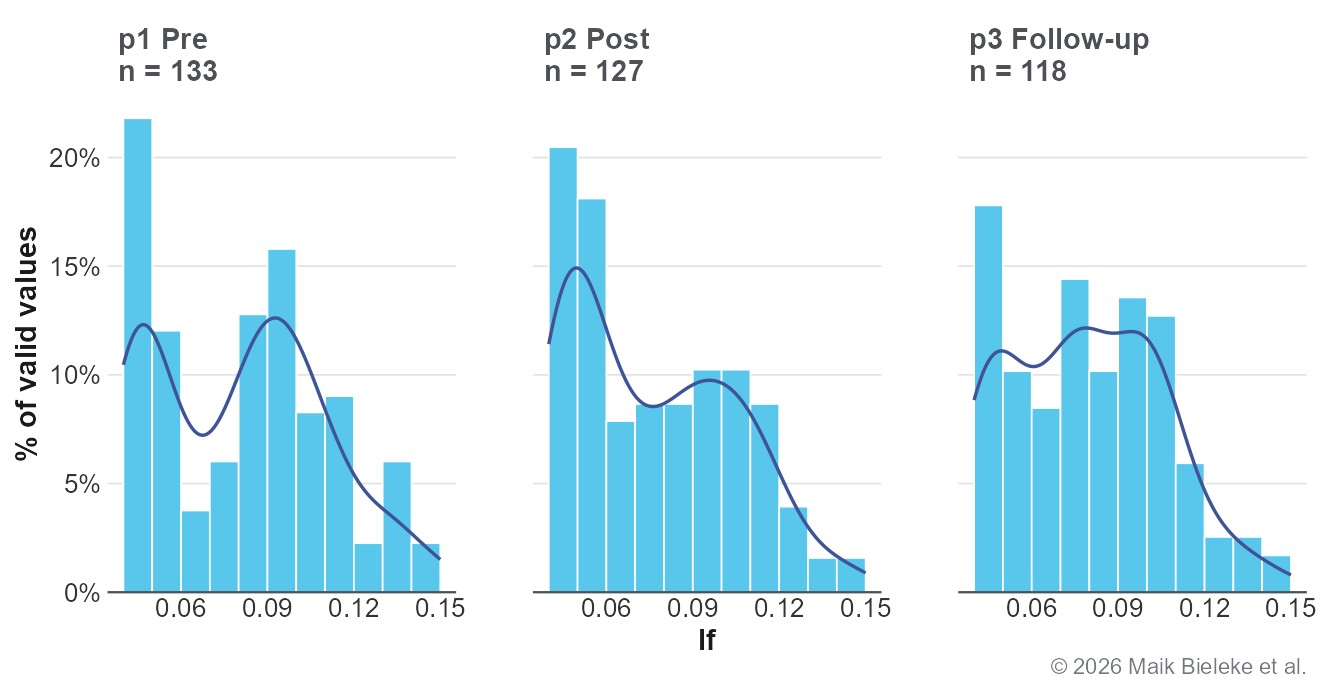 p1 Pre
n = 133
p2 Post
n = 127
p3 Follow-up
n = 118
% of valid values
20%
15%
10%
5%
0%
0.06 0.09 0.12 0.15
0.06 0.09 0.12 0.15
0.06 0.09 0.12 0.15
lf
© 2026 Maik Bieleke et al.